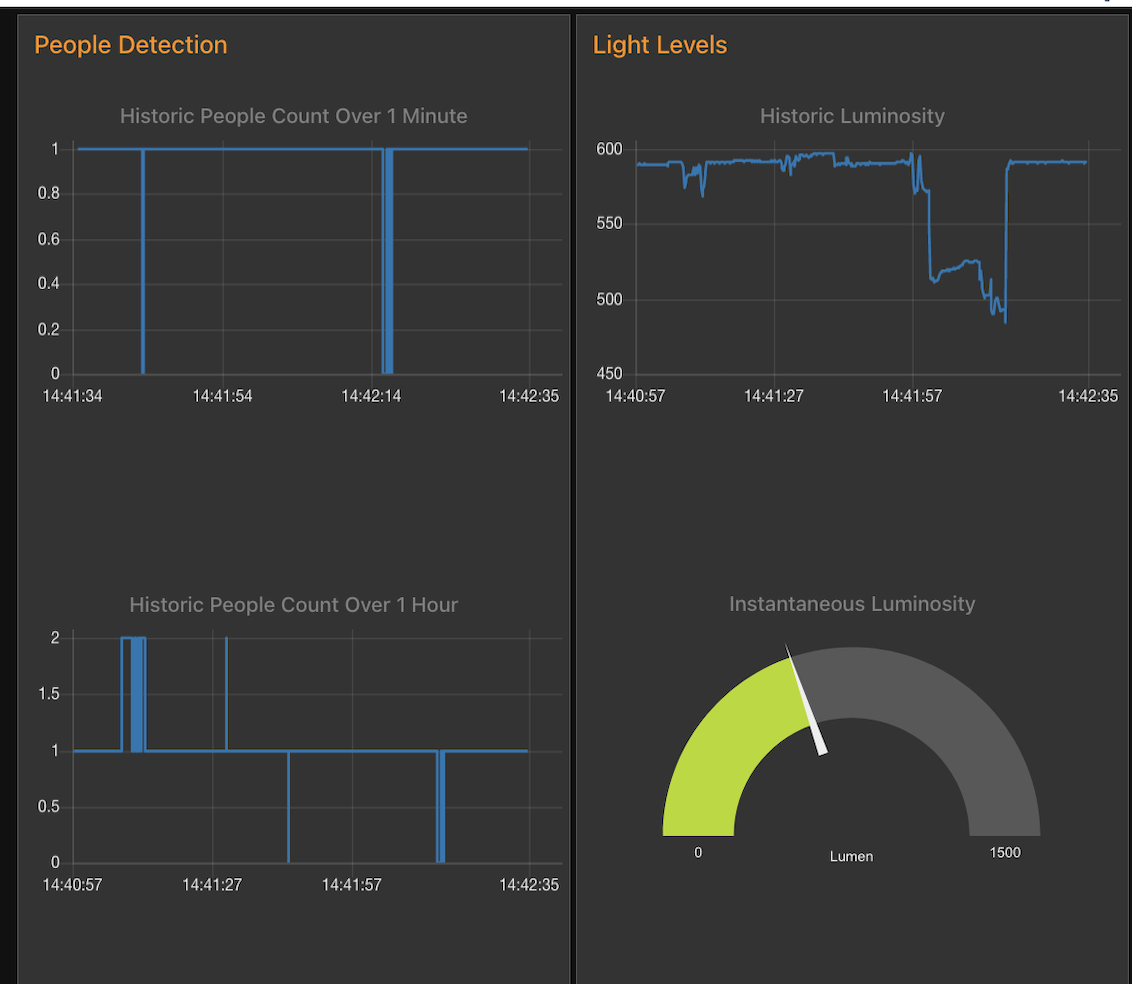 People Detection
Historic People Count Over 1 Minute
1
0.8
0.6
0.4
0.2
0
14:41:34 14:41:54 14:42:14 14:42:35
Historic People Count Over 1 Hour
2
1.5
1
0.5
0
14:40:57 14:41:27 14:41:57 14:42:35
Light Levels
Historic Luminosity
600
550
500
450
14:40:57 14:41:27 14:41:57 14:42:35
Instantaneous Luminosity
0 Lumen 1500